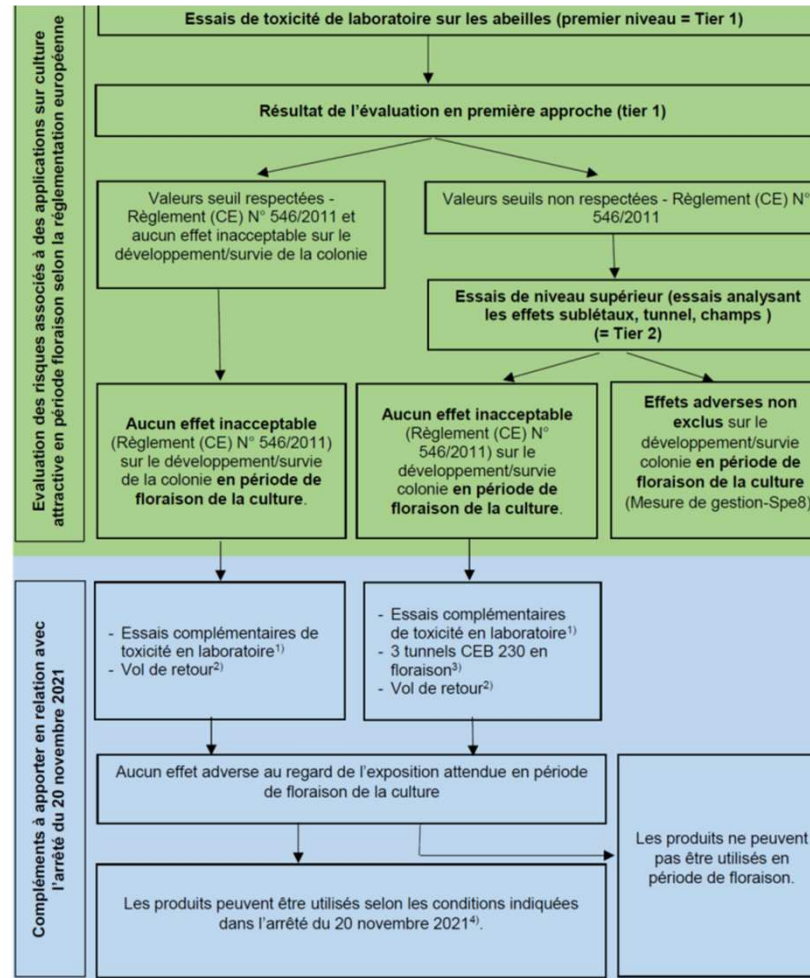 Evaluation des risques associés à des applications sur culture
attractive en période floraison selon la réglementation européenne
Essais de toxicité de laboratoire sur les abeilles (premier niveau = Tier 1)
Résultat de l'évaluation en première approche (tier 1)
Valeurs seuil respectées -
Règlement (CE) N° 546/2011 et
aucun effet inacceptable sur le
développement/survie de la colonie
Valeurs seuils non respectées - Règlement (CE) N°
546/2011
Essais de niveau supérieur (essais analysant
les effets sublétaux, tunnel, champs )
(= Tier 2)
Aucun effet inacceptable
(Règlement (CE) N° 546/2011)
sur le développement/survie
de la colonie en période de
floraison de la culture.
Aucun effet inacceptable
(Règlement (CE) N°
546/2011) sur le
développement/survie
colonie en période de
floraison de la culture.
Effets adverses non
exclus sur le
développement/survie
colonie en période de
floraison de la culture
(Mesure de gestion-Spe8)
Compléments à apporter en relation avec
l'arrêté du 20 novembre 2021
- Essais complémentaires de
toxicité en laboratoire1)
- Vol de retour2)
- Essais complémentaires
de toxicité en laboratoire1)
- 3 tunnels CEB 230 en
floraison3)
- Vol de retour2)
Aucun effet adverse au regard de l'exposition attendue en période
de floraison de la culture
Les produits ne peuvent
pas être utilisés en
période de floraison.
Les produits peuvent être utilisés selon les conditions indiquées
dans l'arrêté du 20 novembre 20214).